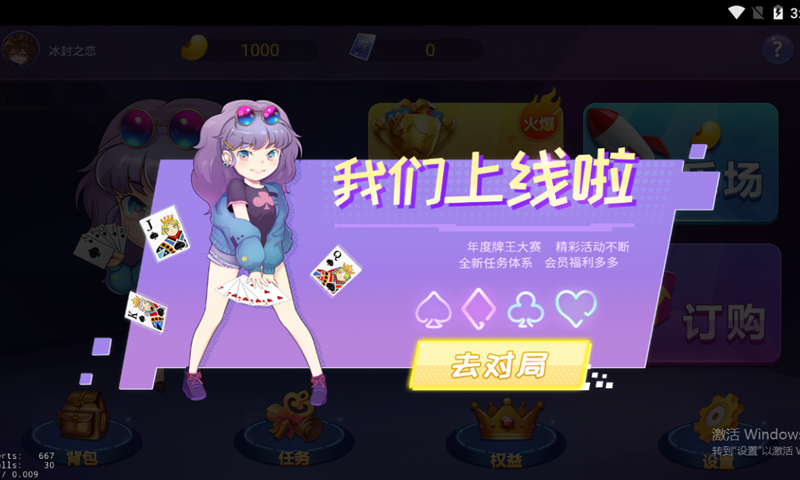 3:
冰封之恋
1000
0
?
火爆
我们上线啦
场
年度牌王大赛 精彩活动不断
全新任务体系 会员福利多多
J
Q
K
订购
去对局
背包
任务
权益
设置
激活 Windows
转到"设置"以激活 W
erts: 667
alls: 30
/ 0.009